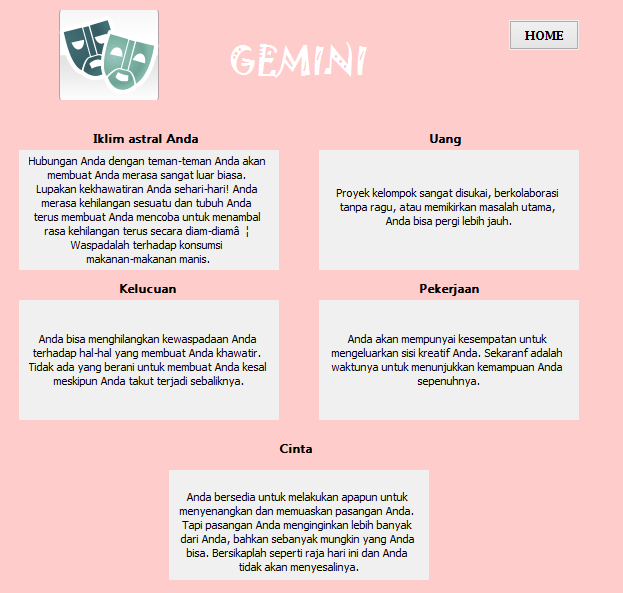 GEMINI
HOME
Iklim astral Anda
Hubungan Anda dengan teman-teman Anda akan
membuat Anda merasa sangat luar biasa.
Lupakan kekhawatiran Anda sehari-hari! Anda
merasa kehilangan sesuatu dan tubuh Anda
terus membuat Anda mencoba untuk menambal
rasa kehilangan terus secara diam-diamâ ¦
Waspadalah terhadap konsumsi
makanan-makanan manis.
Uang
Proyek kelompok sangat disukai, berkolaborasi
tanpa ragu, atau memikirkan masalah utama,
Anda bisa pergi lebih jauh.
Kelucuan
Anda bisa menghilangkan kewaspadaan Anda
terhadap hal-hal yang membuat Anda khawatir.
Tidak ada yang berani untuk membuat Anda kesal
meskipun Anda takut terjadi sebaliknya.
Pekerjaan
Anda akan mempunyai kesempatan untuk
mengeluarkan sisi kreatif Anda. Sekaranf adalah
waktunya untuk menunjukkan kemampuan Anda
sepenuhnya.
Cinta
Anda bersedia untuk melakukan apapun untuk
menyenangkan dan memuaskan pasangan Anda.
Tapi pasangan Anda menginginkan lebih banyak
dari Anda, bahkan sebanyak mungkin yang Anda
bisa. Bersikaplah seperti raja hari ini dan Anda
tidak akan menyesalinya.